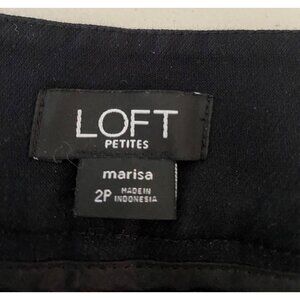 LOFT
PETITES
marisa
2P MADE IN
INDONESIA